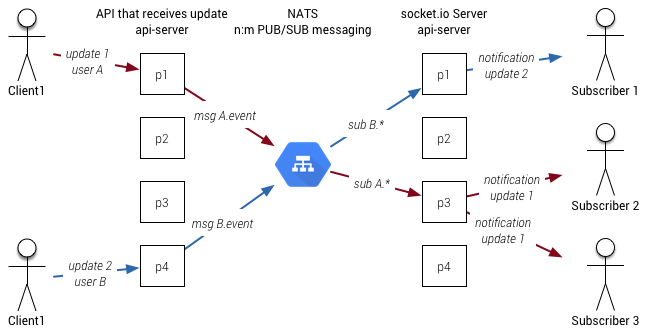 API that receives update
api-server
NATS
n:m PUB/SUB messaging
socket.io Server
api-server
update 1
user A
Client1
p1
p2
p3
p4
msg A.event
msg B.event
update 2
user B
Client1
sub B.*
sub A.*
p1
p2
p3
p4
notification
update 2
Subscriber 1
notification
update 1
Subscriber 2
notification
update 1
Subscriber 3